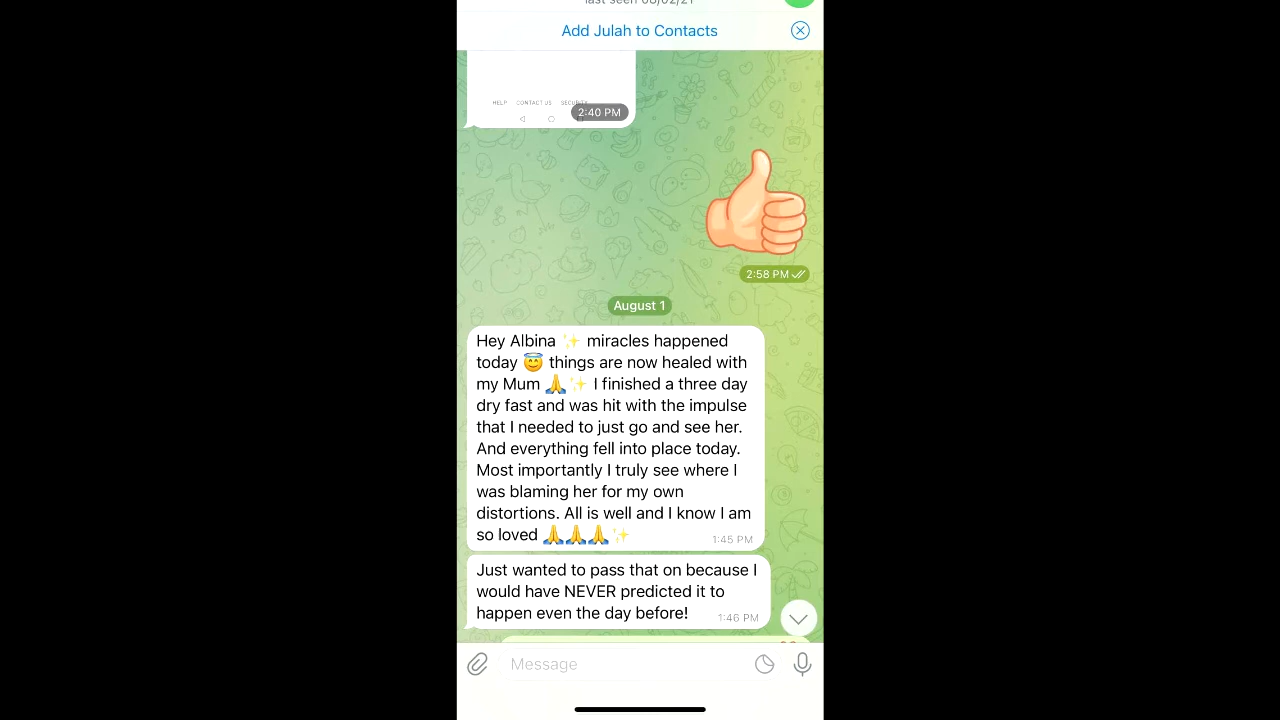 last seen 08/02/21
Add Julah to Contacts
HELP CONTACT US SECURITY
2:40 PM
2:58 PM
August 1
Hey Albina ✨ miracles happened
today 😇 things are now healed with
my Mum 🙏✨ I finished a three day
dry fast and was hit with the impulse
that I needed to just go and see her.
And everything fell into place today.
Most importantly I truly see where I
was blaming her for my own
distortions. All is well and I know I am
so loved 🙏🙏🙏✨ 1:45 PM
Just wanted to pass that on because I
would have NEVER predicted it to
happen even the day before! 1:46 PM
Message